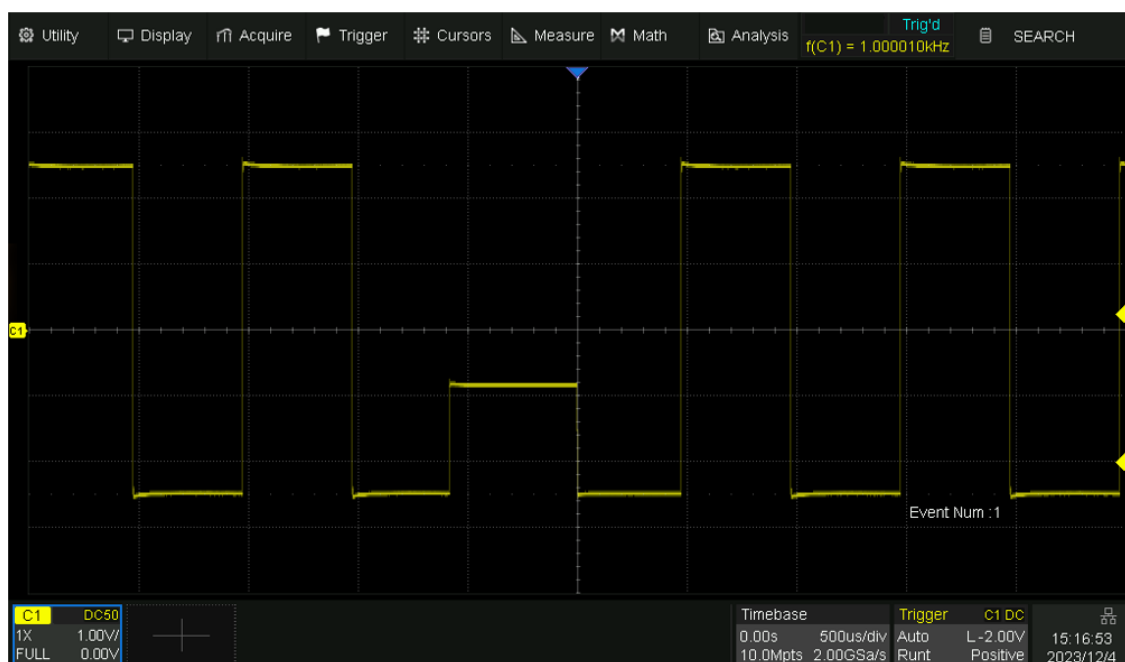 Utility Display Acquire Trigger Cursors Measure Math Analysis Trig'd SEARCH
f(C1) = 1.000010kHz
C1
Event Num :1
C1 DC50 Timebase Trigger C1 DC
1X 1.00V/ 0.00s 500us/div Auto L -2.00V 15:16:53
FULL 0.00V 10.0Mpts 2.00GSa/s Runt Positive 2023/12/4